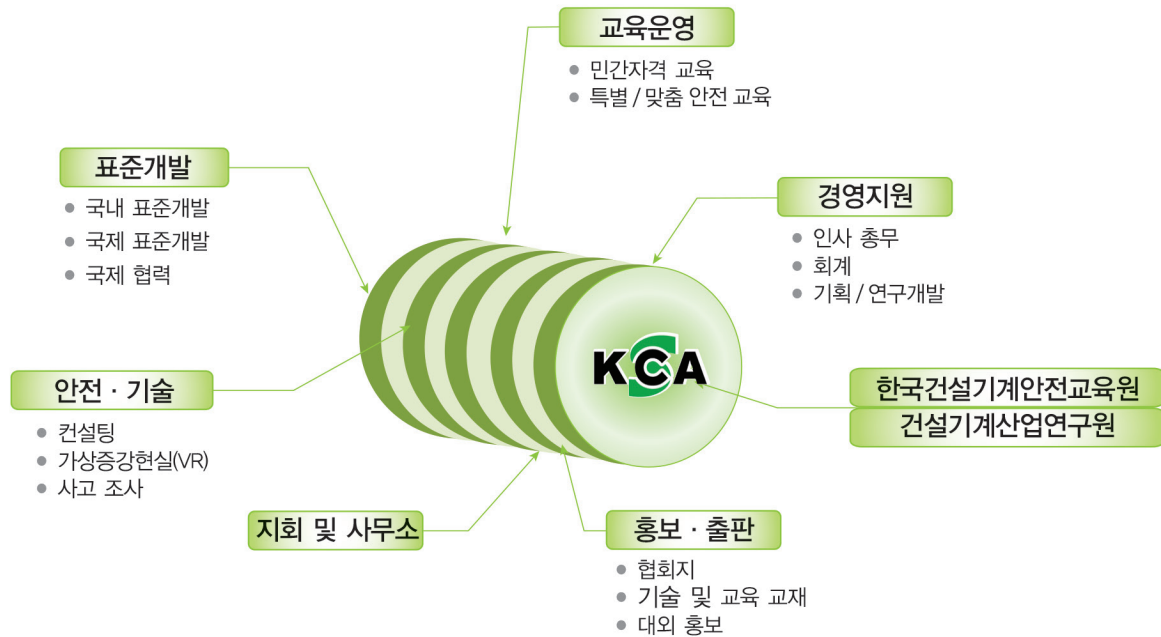 교육운영
• 민간자격 교육
• 특별 / 맞춤 안전 교육
표준개발
• 국내 표준개발
• 국제 표준개발
• 국제 협력
경영지원
• 인사 총무
• 회계
• 기획 / 연구개발
KCA
안전 · 기술
• 컨설팅
• 가상증강현실(VR)
• 사고 조사
한국건설기계안전교육원
건설기계산업연구원
지회 및 사무소
홍보 · 출판
• 협회지
• 기술 및 교육 교재
• 대외 홍보